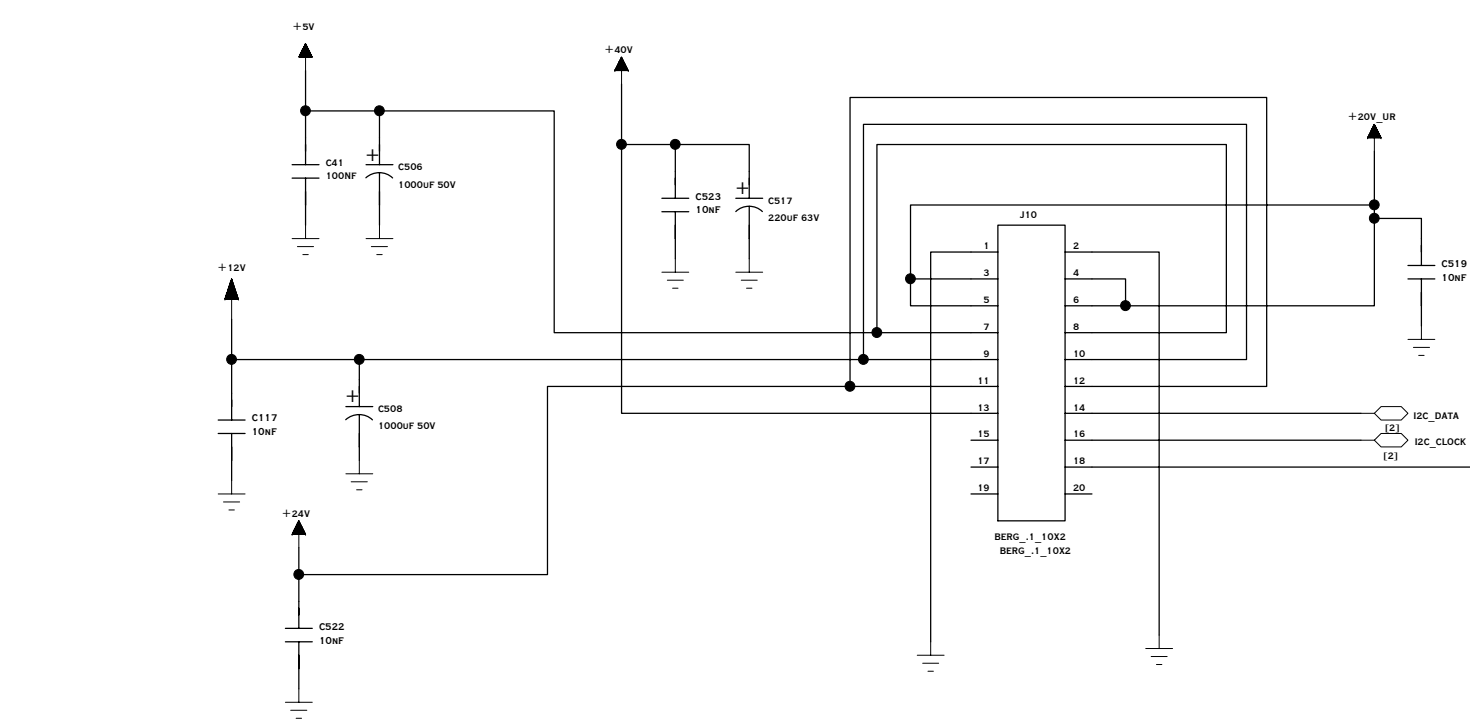 +5V
+40V
+20V_UR
C41
100NF
+
C506
1000UF 50V
C523
10NF
+
C517
220UF 63V
J10
C519
10NF
+12V
1 2
3 4
5 6
7 8
9 10
11 12
13 14
15 16
17 18
19 20
I2C_DATA
[2]
I2C_CLOCK
[2]
C117
10NF
+
C508
1000UF 50V
+24V
BERG_.1_10X2
BERG_.1_10X2
C522
10NF